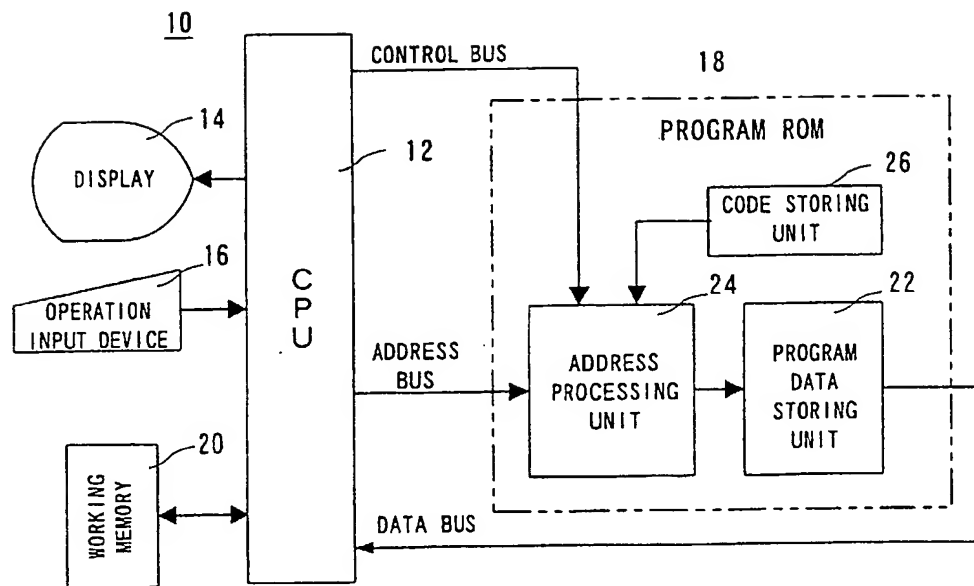 10
CONTROL BUS
18
14
DISPLAY
12
PROGRAM ROM
26
CODE STORING
UNIT
16
OPERATION
INPUT DEVICE
CPU
24
22
ADDRESS
BUS
ADDRESS
PROCESSING
UNIT
PROGRAM
DATA
STORING
UNIT
20
WORKING
MEMORY
DATA BUS